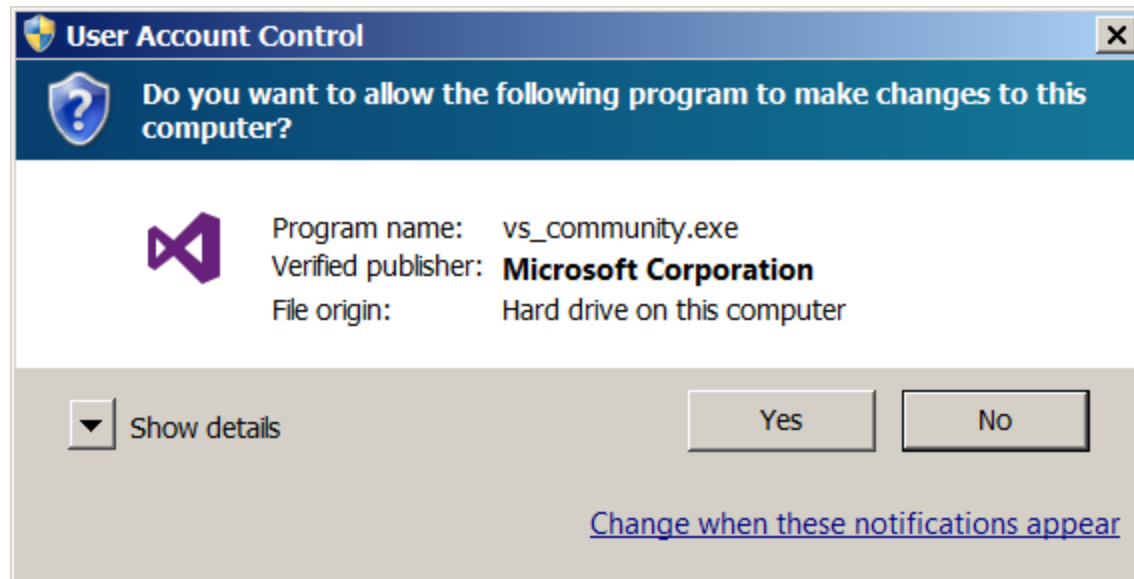 User Account Control
Do you want to allow the following program to make changes to this
computer?
Program name: vs_community.exe
Verified publisher: Microsoft Corporation
File origin: Hard drive on this computer
Show details
Yes
No
Change when these notifications appear